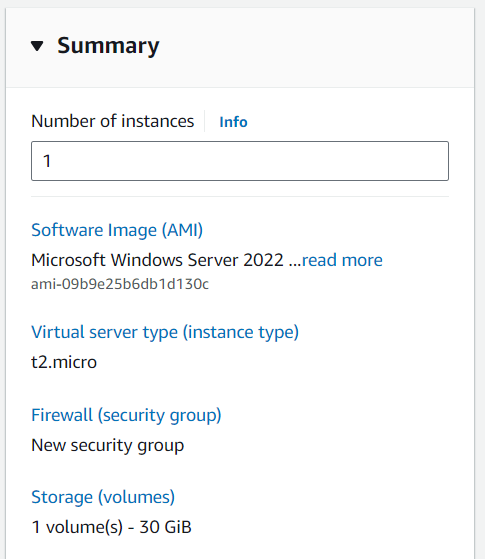 Summary
Number of instances Info
1
Software Image (AMI)
Microsoft Windows Server 2022 ...read more
ami-09b9e25b6db1d130c
Virtual server type (instance type)
t2.micro
Firewall (security group)
New security group
Storage (volumes)
1 volume(s) - 30 GiB